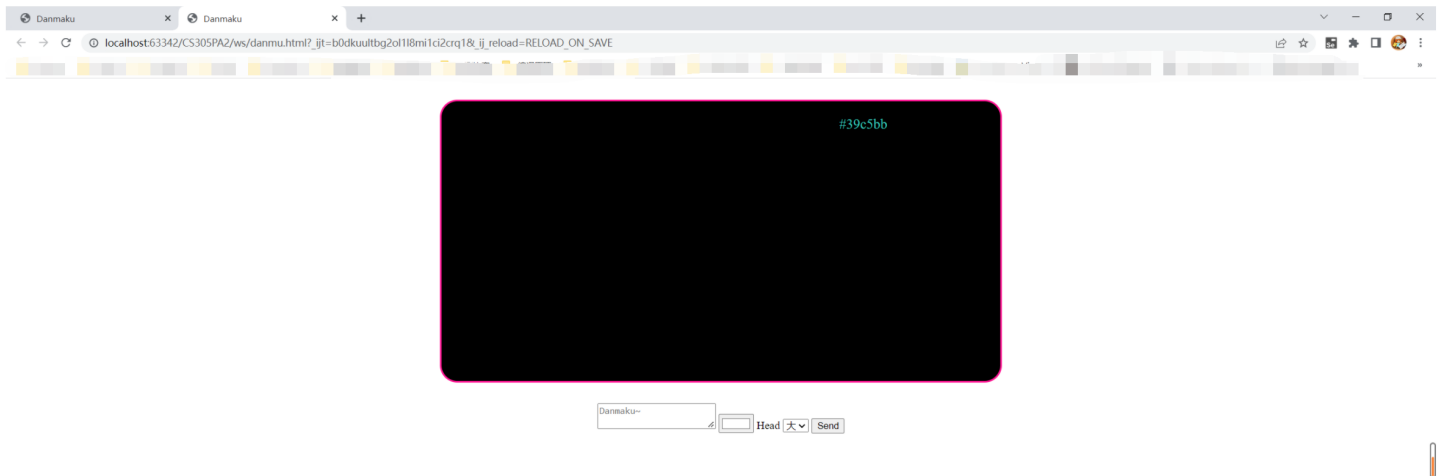 Danmaku
Danmaku
localhost:63342/CS305PA2/ws/danmu.html?_ijt=b0dkuultbg2ol1l8mi1ci2crq1&_ij_reload=RELOAD_ON_SAVE
#39c5bb
Danmaku~
Head 大 Send